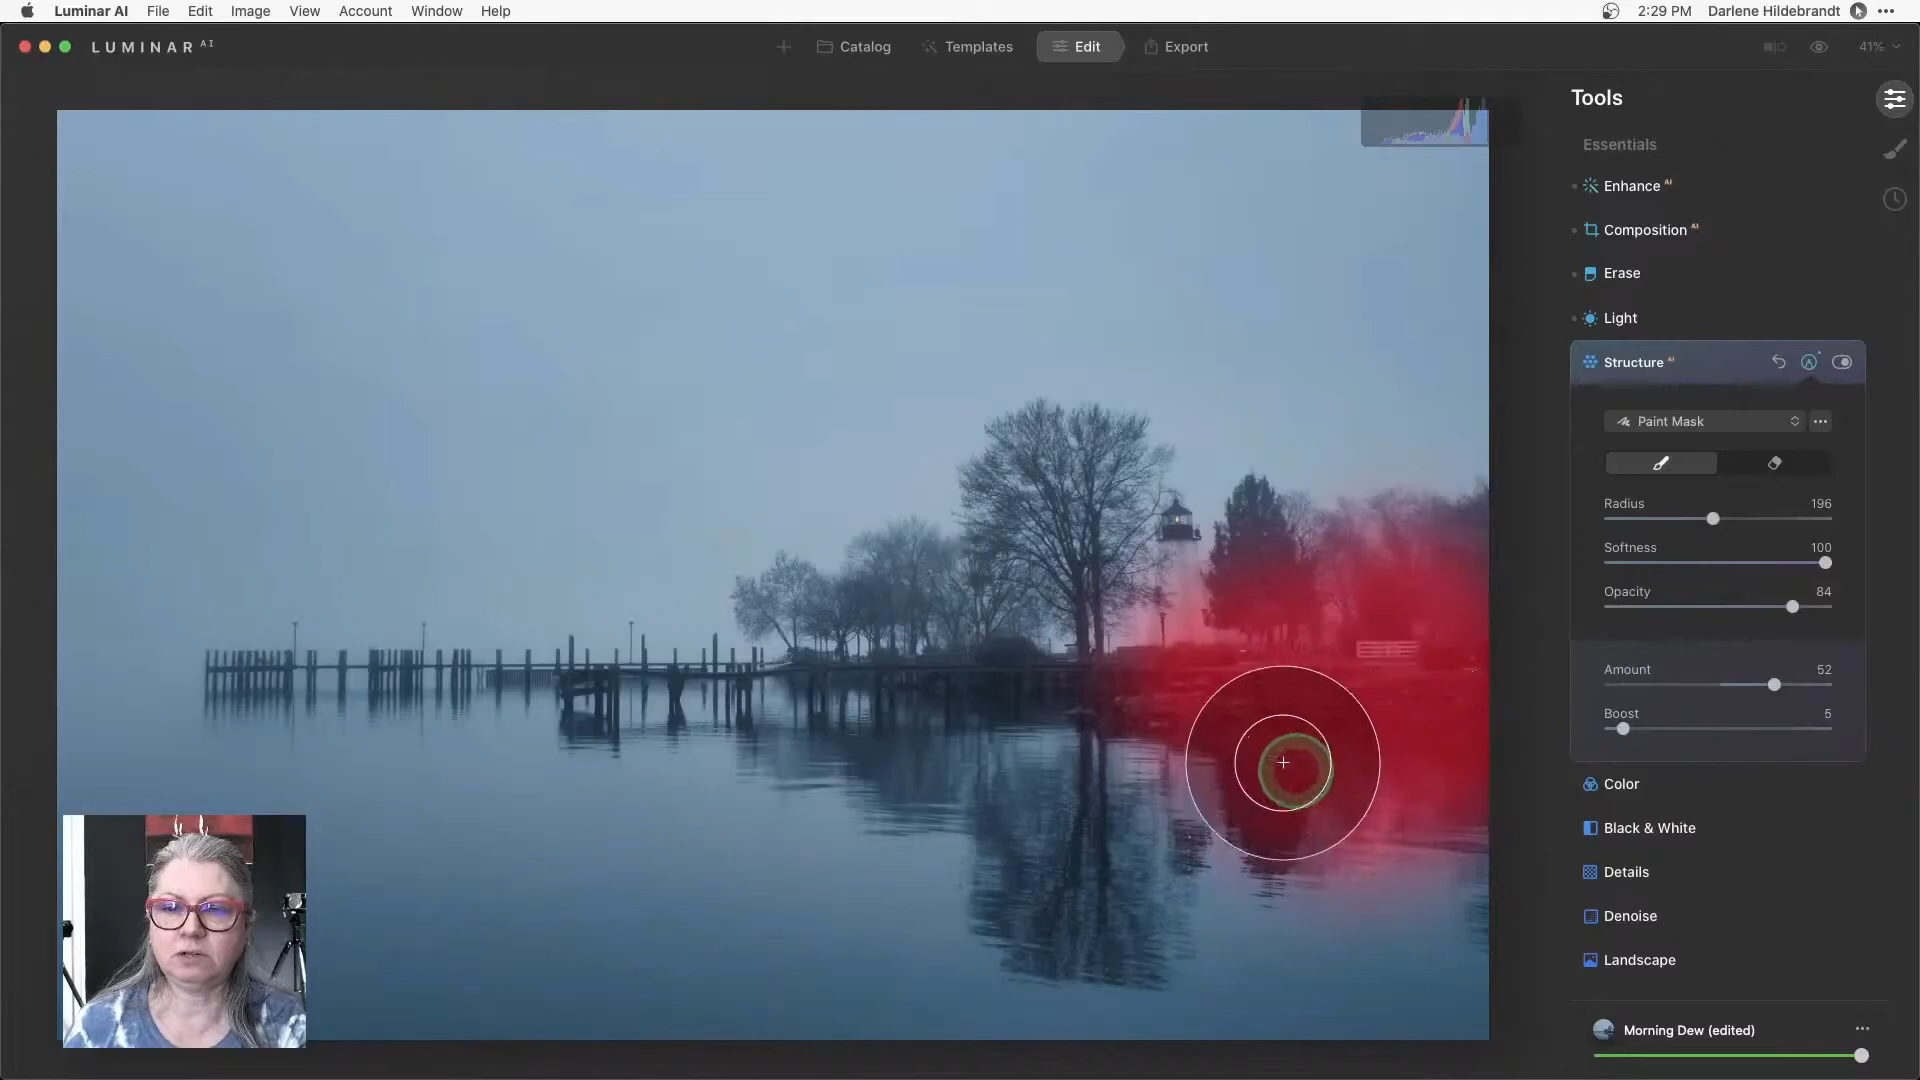 Luminar AI File Edit Image View Account Window Help 2:29 PM Darlene Hildebrandt
LUMINAR AI Catalog Templates Edit Export 41%
Tools
Essentials
Enhance AI
Composition AI
Erase
Light
Structure AI
Paint Mask
Radius 196
Softness 100
Opacity 84
Amount 52
Boost 5
Color
Black & White
Details
Denoise
Landscape
Morning Dew (edited)